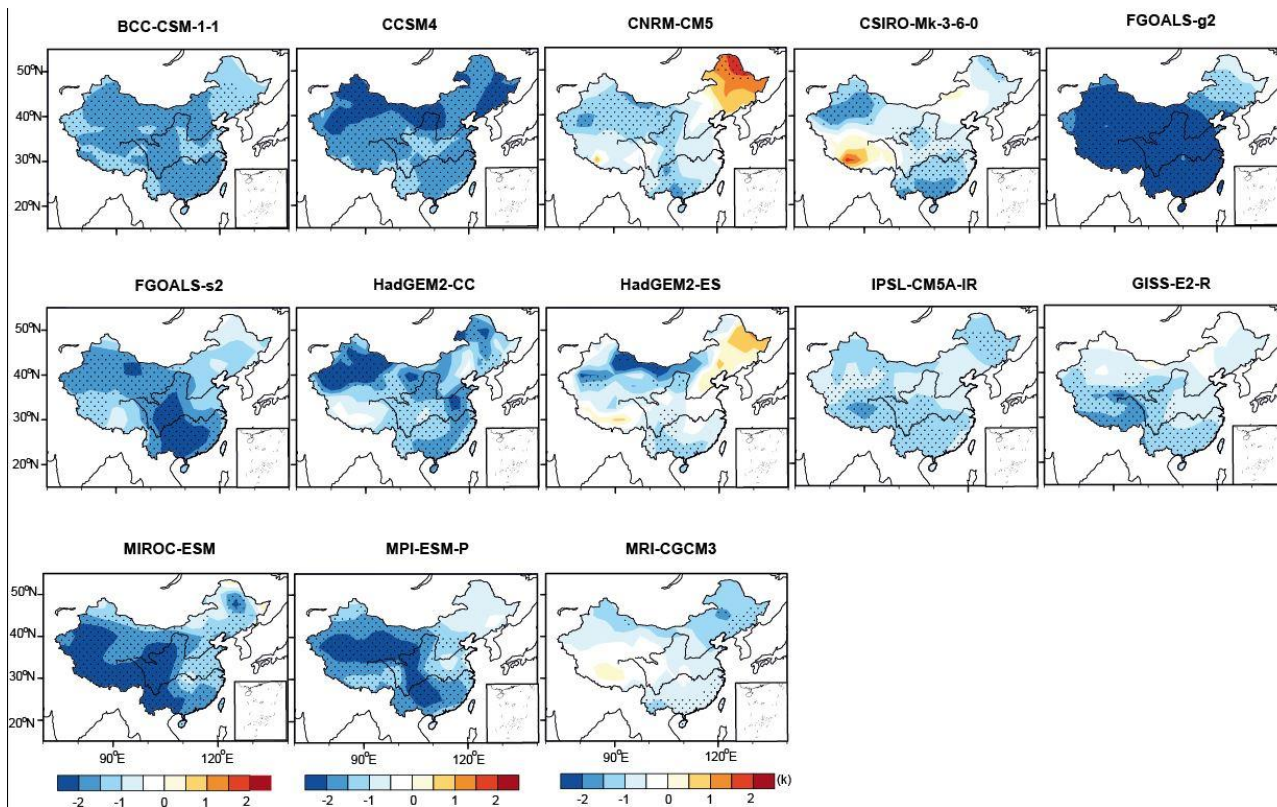 BCC-CSM-1-1 CCSM4 CNRM-CM5 CSIRO-Mk-3-6-0 FGOALS-g2
50°N
40°N
30°N
20°N
FGOALS-s2 HadGEM2-CC HadGEM2-ES IPSL-CM5A-IR GISS-E2-R
50°N
40°N
30°N
20°N
MIROC-ESM MPI-ESM-P MRI-CGCM3
50°N
40°N
30°N
20°N
90°E 120°E 90°E 120°E
-2 -1 0 1 2 -2 -1 0 1 2 -2 -1 0 1 2 (k)